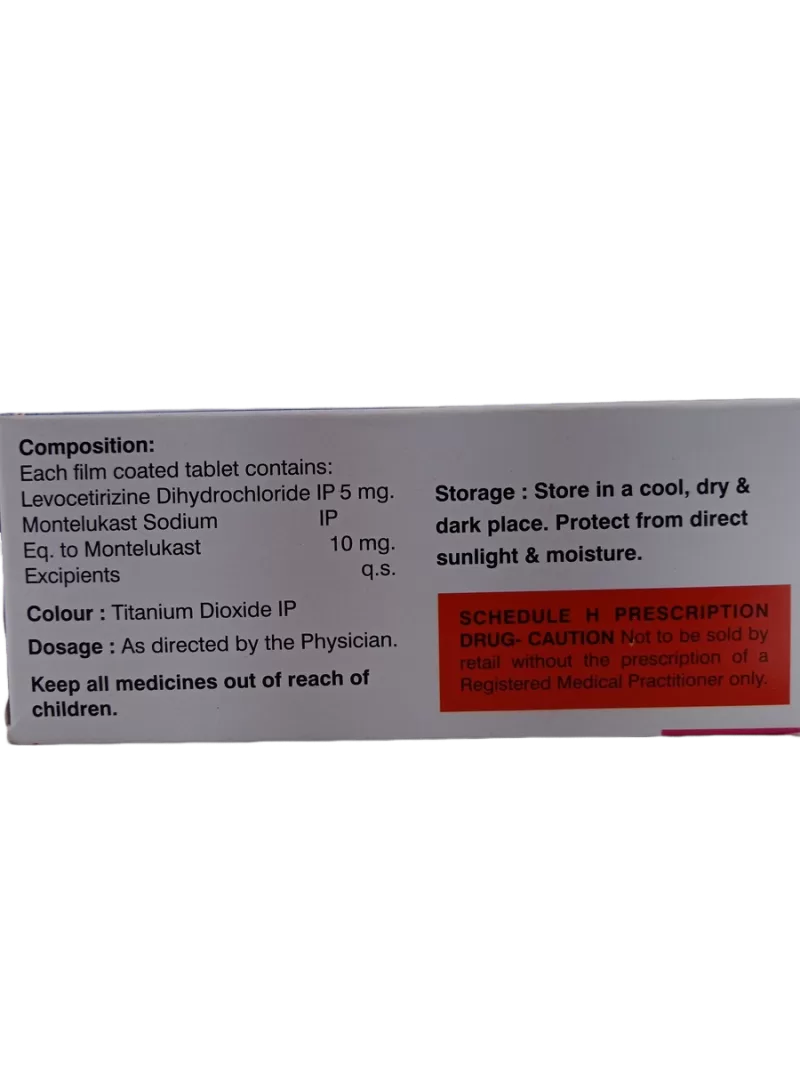 Composition:
Each film coated tablet contains:
Levocetirizine Dihydrochloride IP 5 mg.
Montelukast Sodium IP
Eq. to Montelukast 10 mg.
Excipients q.s.
Colour : Titanium Dioxide IP
Dosage : As directed by the Physician.
Keep all medicines out of reach of
children.
Storage : Store in a cool, dry &
dark place. Protect from direct
sunlight & moisture.
SCHEDULE H PRESCRIPTION
DRUG- CAUTION Not to be sold by
retail without the prescription of a
Registered Medical Practitioner only.